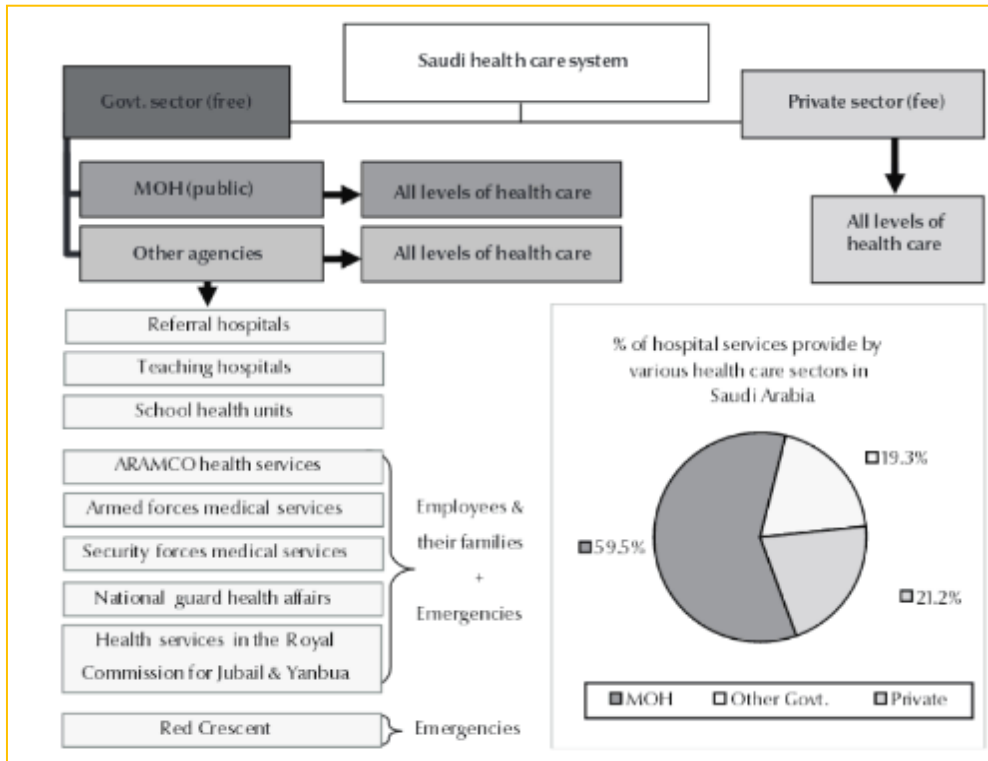 Saudi health care system
Govt. sector (free)
Private sector (fee)
MOH (public)
All levels of health care
All levels of
health care
Other agencies
All levels of health care
Referral hospitals
Teaching hospitals
School health units
ARAMCO health services
Armed forces medical services
Security forces medical services
National guard health affairs
Health services in the Royal
Commission for Jubail & Yanbua
Employees &
their families
+
Emergencies
Red Crescent
Emergencies
% of hospital services provide by
various health care sectors in
Saudi Arabia
19.3%
59.5%
21.2%
MOH
Other Govt.
Private